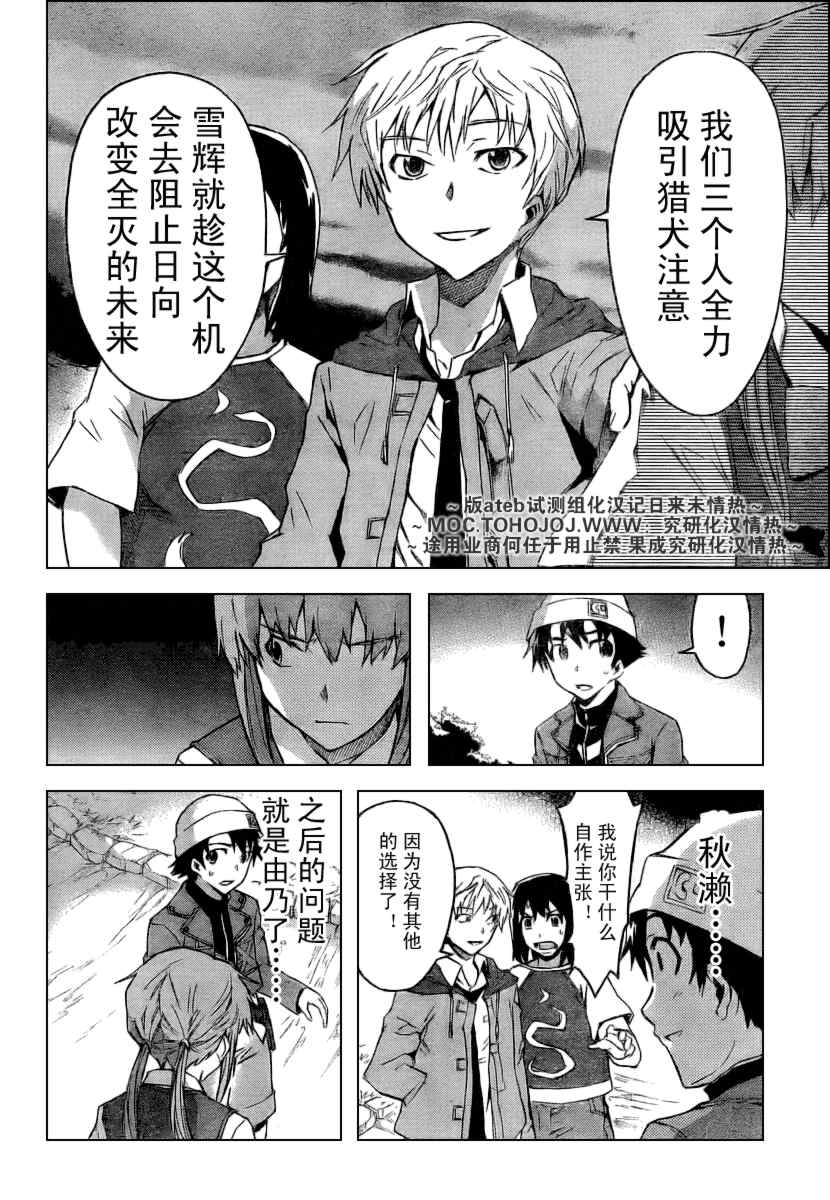 我们三个人全力
吸引猎犬注意
雪辉就趁这个机
会去阻止日向
改变全灭的未来
~版ateb试测组化汉记日来未情热~
~MOC.TOHOJOJ.WWW.三究研化汉情热~
~途用业商何任于用止禁 果成究研化汉情热~
！
秋濑……
我说你干什么
自作主张！
因为没有其他
的选择了！
之后的问题
就是由乃了……